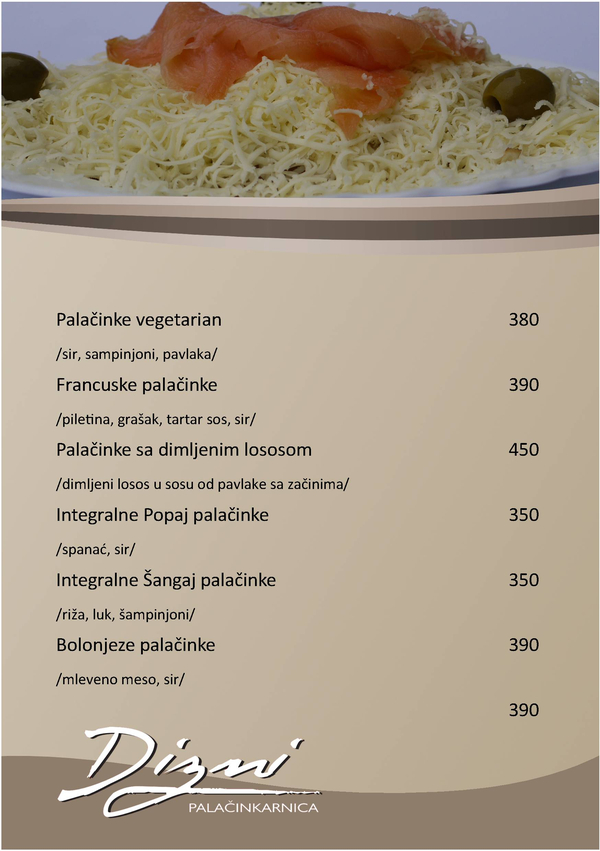 Palačinke vegetarian 380
/sir, sampinjoni, pavlaka/
Francuske palačinke 390
/piletina, grašak, tartar sos, sir/
Palačinke sa dimljenim lososom 450
/dimljeni losos u sosu od pavlake sa začinima/
Integralne Popaj palačinke 350
/spanać, sir/
Integralne Šangaj palačinke 350
/riža, luk, šampinjoni/
Bolonjeze palačinke 390
/mleveno meso, sir/
390
Dizni
PALAČINKARNICA